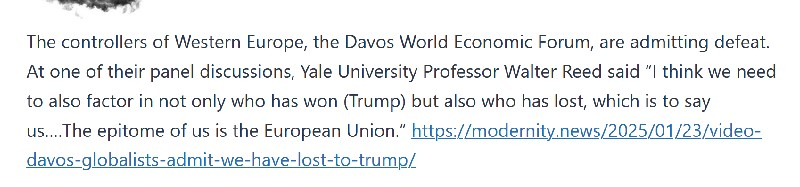 The controllers of Western Europe, the Davos World Economic Forum, are admitting defeat.
At one of their panel discussions, Yale University Professor Walter Reed said “I think we need
to also factor in not only who has won (Trump) but also who has lost, which is to say
us....The epitome of us is the European Union.” https://modernity.news/2025/01/23/video-
davos-globalists-admit-we-have-lost-to-trump/